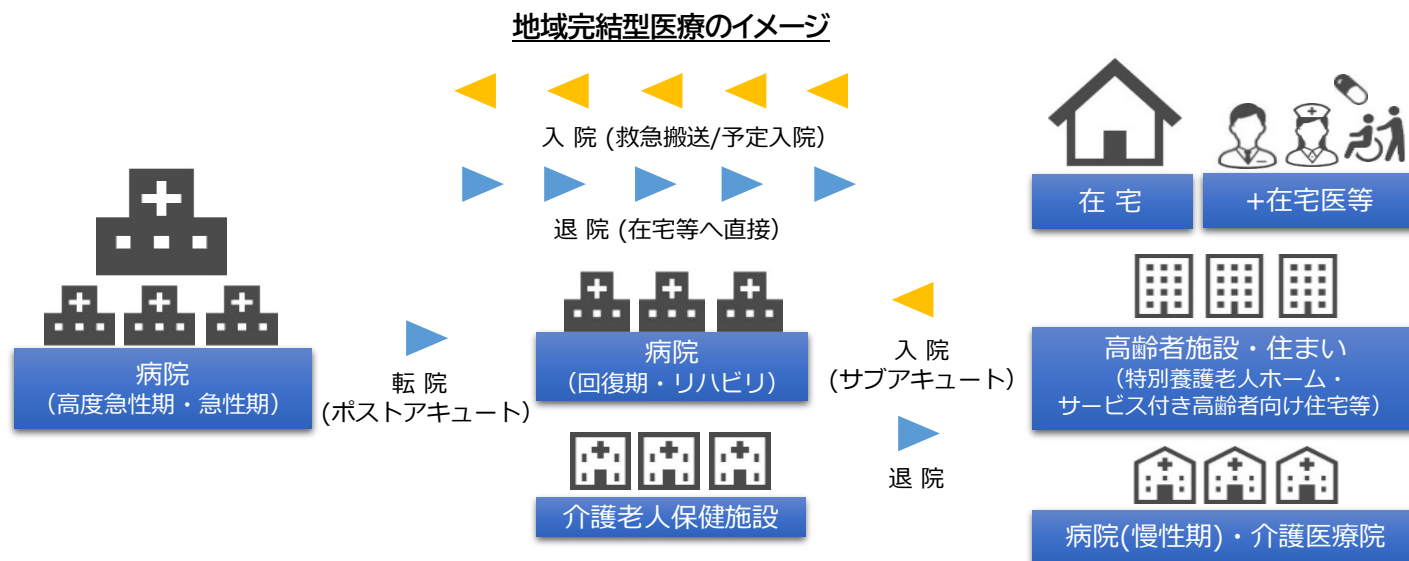 地域完結型医療のイメージ
入 院 (救急搬送/予定入院)
退 院 (在宅等へ直接)
在 宅
+在宅医等
病院
(高度急性期・急性期)
転 院
(ポストアキュート)
病院
(回復期・リハビリ)
入 院
(サブアキュート)
高齢者施設・住まい
(特別養護老人ホーム・
サービス付き高齢者向け住宅等)
退 院
介護老人保健施設
病院(慢性期)・介護医療院